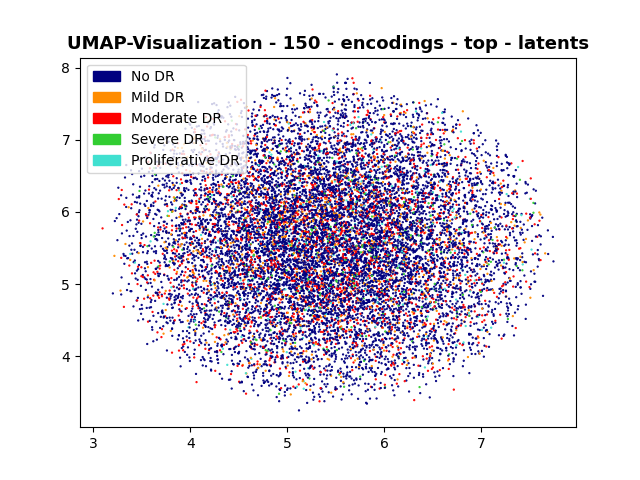 UMAP-Visualization - 150 - encodings - top - latents
No DR
Mild DR
Moderate DR
Severe DR
Proliferative DR
8
7
6
5
4
3 4 5 6 7